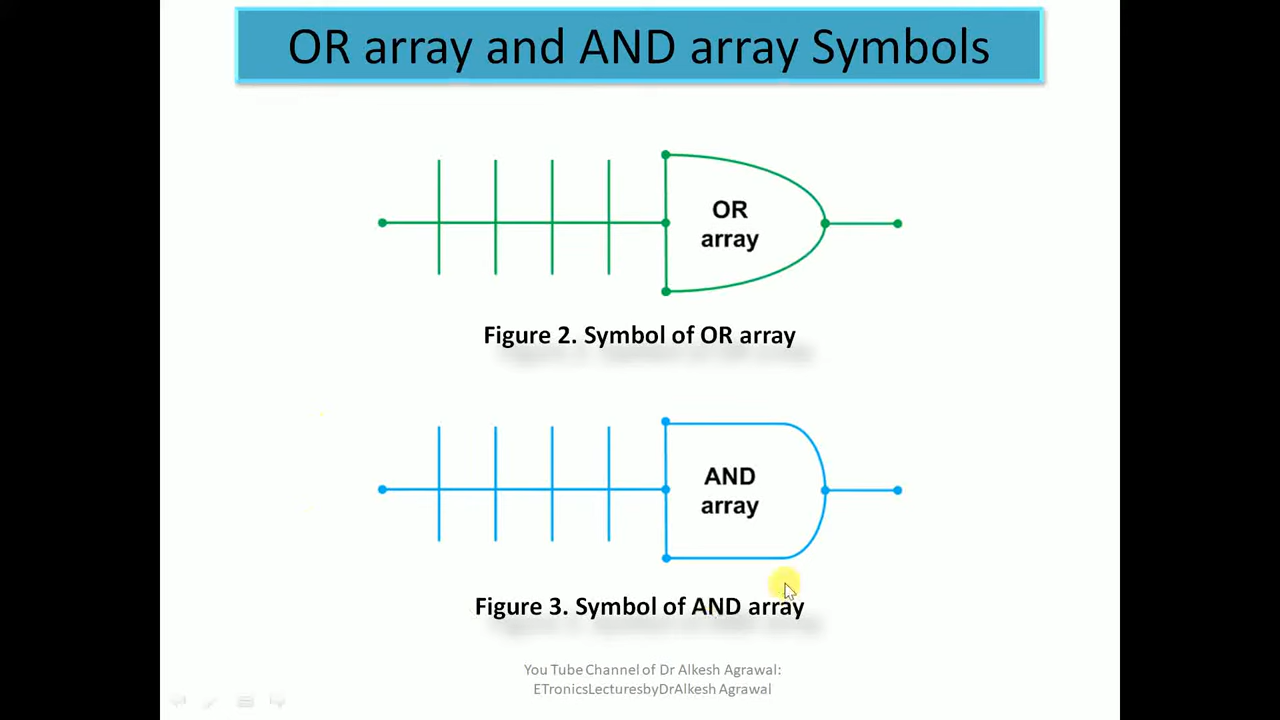 OR array and AND array Symbols
OR
array
Figure 2. Symbol of OR array
AND
array
Figure 3. Symbol of AND array
You Tube Channel of Dr Alkesh Agrawal:
ETronicsLecturesbyDrAlkesh Agrawal